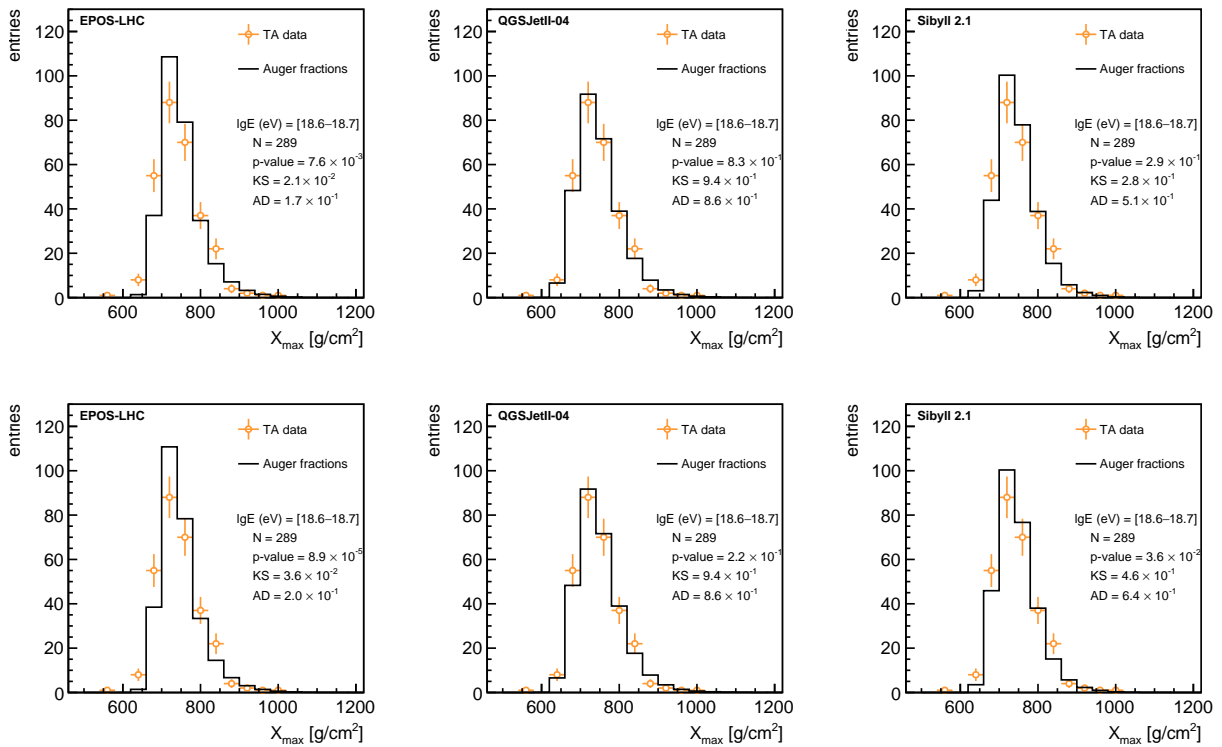 entries
EPOS-LHC
TA data
Auger fractions
lgE (eV) = [18.6–18.7]
N = 289
p-value = 7.6 × 10⁻³
KS = 2.1 × 10⁻²
AD = 1.7 × 10⁻¹
120
100
80
60
40
20
0
600 800 1000 1200
X_max [g/cm²]
entries
QGSJetII-04
TA data
Auger fractions
lgE (eV) = [18.6–18.7]
N = 289
p-value = 8.3 × 10⁻¹
KS = 9.4 × 10⁻¹
AD = 8.6 × 10⁻¹
120
100
80
60
40
20
0
600 800 1000 1200
X_max [g/cm²]
entries
Sibyll 2.1
TA data
Auger fractions
lgE (eV) = [18.6–18.7]
N = 289
p-value = 2.9 × 10⁻¹
KS = 2.8 × 10⁻¹
AD = 5.1 × 10⁻¹
120
100
80
60
40
20
0
600 800 1000 1200
X_max [g/cm²]
entries
EPOS-LHC
TA data
Auger fractions
lgE (eV) = [18.6–18.7]
N = 289
p-value = 8.9 × 10⁻⁵
KS = 3.6 × 10⁻²
AD = 2.0 × 10⁻¹
120
100
80
60
40
20
0
600 800 1000 1200
X_max [g/cm²]
entries
QGSJetII-04
TA data
Auger fractions
lgE (eV) = [18.6–18.7]
N = 289
p-value = 2.2 × 10⁻¹
KS = 9.4 × 10⁻¹
AD = 8.6 × 10⁻¹
120
100
80
60
40
20
0
600 800 1000 1200
X_max [g/cm²]
entries
Sibyll 2.1
TA data
Auger fractions
lgE (eV) = [18.6–18.7]
N = 289
p-value = 3.6 × 10⁻²
KS = 4.6 × 10⁻¹
AD = 6.4 × 10⁻¹
120
100
80
60
40
20
0
600 800 1000 1200
X_max [g/cm²]